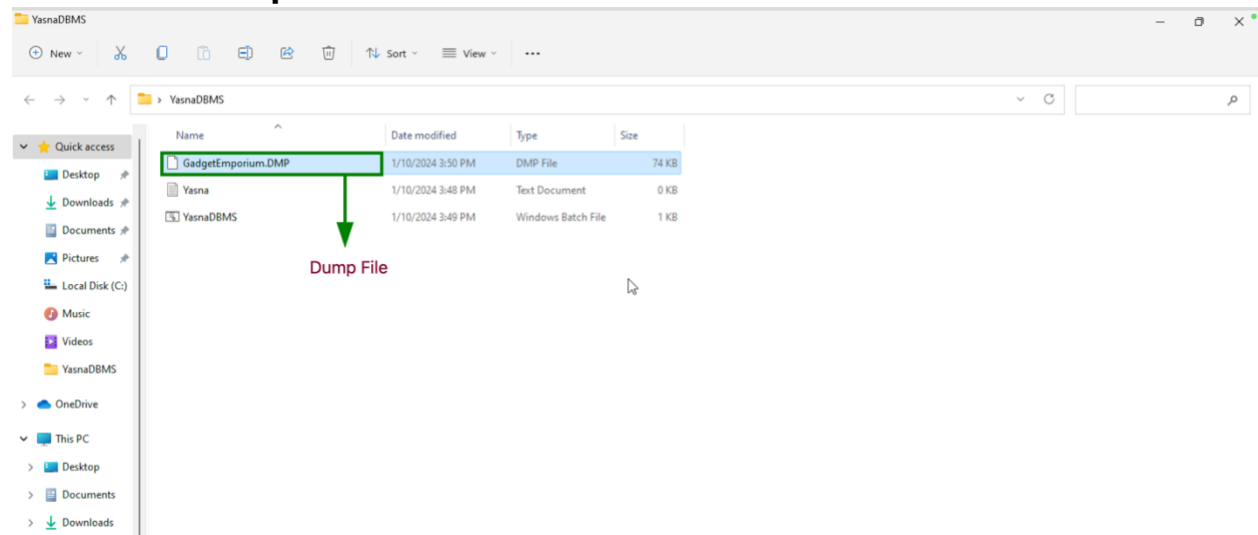 YasnaDBMS
New
Sort
View
YasnaDBMS
Name Date modified Type Size
Quick access
GadgetEmporium.DMP 1/10/2024 3:50 PM DMP File 74 KB
Desktop
Yasna 1/10/2024 3:48 PM Text Document 0 KB
Downloads
YasnaDBMS 1/10/2024 3:49 PM Windows Batch File 1 KB
Documents
Pictures
Dump File
Local Disk (C:)
Music
Videos
YasnaDBMS
OneDrive
This PC
Desktop
Documents
Downloads